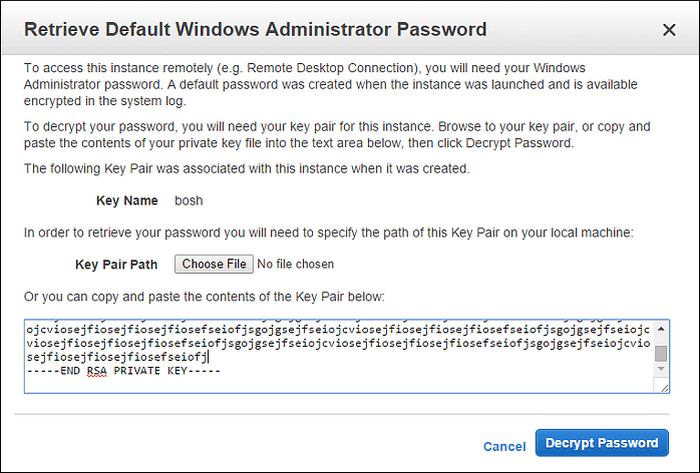 Retrieve Default Windows Administrator Password
To access this instance remotely (e.g. Remote Desktop Connection), you will need your Windows
Administrator password. A default password was created when the instance was launched and is available
encrypted in the system log.
To decrypt your password, you will need your key pair for this instance. Browse to your key pair, or copy and
paste the contents of your private key file into the text area below, then click Decrypt Password.
The following Key Pair was associated with this instance when it was created.
Key Name bosh
In order to retrieve your password you will need to specify the path of this Key Pair on your local machine:
Key Pair Path Choose File No file chosen
Or you can copy and paste the contents of the Key Pair below:
ojcviosejfiosejfiosejfiosefseiofjsgojgsejfseiojcviosejfiosejfiosejfiosefseiofjsgojgsejfseiojc
viosejfiosejfiosejfiosefseiofjsgojgsejfseiojcviosejfiosejfiosejfiosefseiofjsgojgsejfseiojcvio
sejfiosejfiosejfiosefseiofj
-----END RSA PRIVATE KEY-----
Cancel Decrypt Password